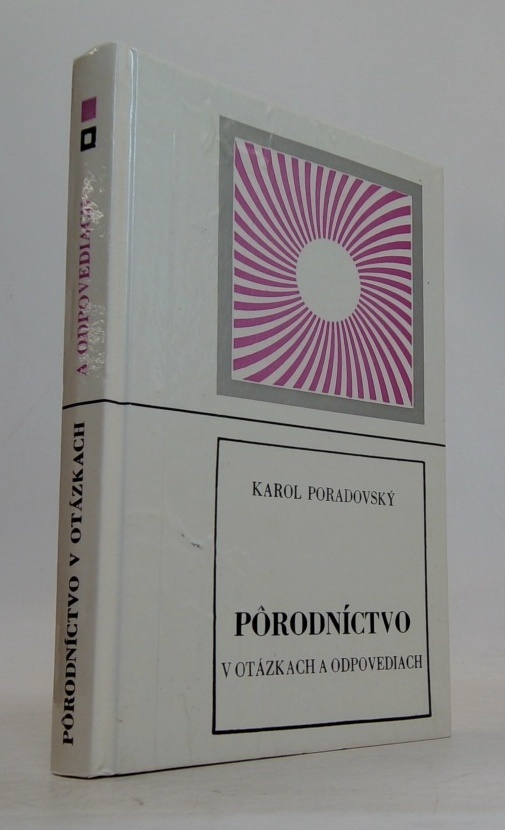 KAROL PORADOVSKÝ
PÔRODNÍCTVO
V OTÁZKACH A ODPOVEDIACH
PÔRODNÍCTVO V OTÁZKACH
A ODPOVEDIACH